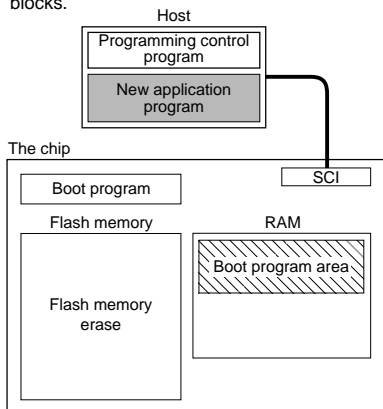 blocks.
Host
Programming control
program
New application
program
The chip
SCI
Boot program
Flash memory
RAM
Boot program area
Flash memory
erase